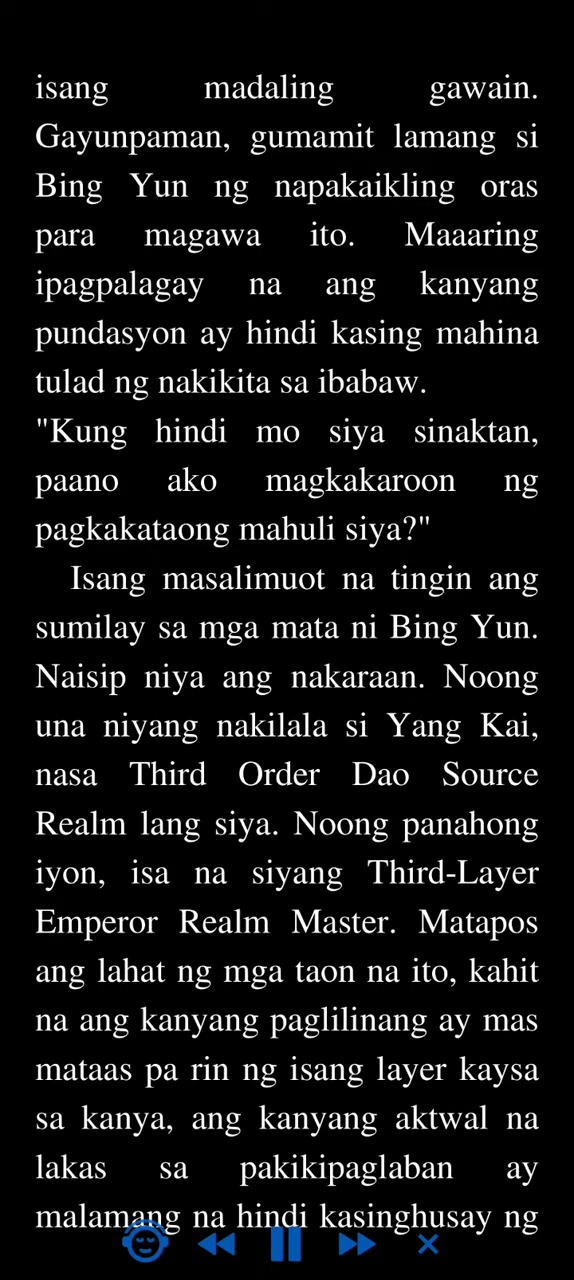 isang madaling gawain.
Gayunpaman, gumamit lamang si
Bing Yun ng napakaikling oras
para magawa ito. Maaaring
ipagpalagay na ang kanyang
pundasyon ay hindi kasing mahina
tulad ng nakikita sa ibabaw.
"Kung hindi mo siya sinaktan,
paano ako magkakaroon ng
pagkakataong mahuli siya?"
Isang masalimuot na tingin ang
sumilay sa mga mata ni Bing Yun.
Naisip niya ang nakaraan. Noong
una niyang nakilala si Yang Kai,
nasa Third Order Dao Source
Realm lang siya. Noong panahong
iyon, isa na siyang Third-Layer
Emperor Realm Master. Matapos
ang lahat ng mga taon na ito, kahit
na ang kanyang paglilinang ay mas
mataas pa rin ng isang layer kaysa
sa kanya, ang kanyang aktwal na
lakas sa pakikipaglaban ay
malamang na hindi kasinghusay ng